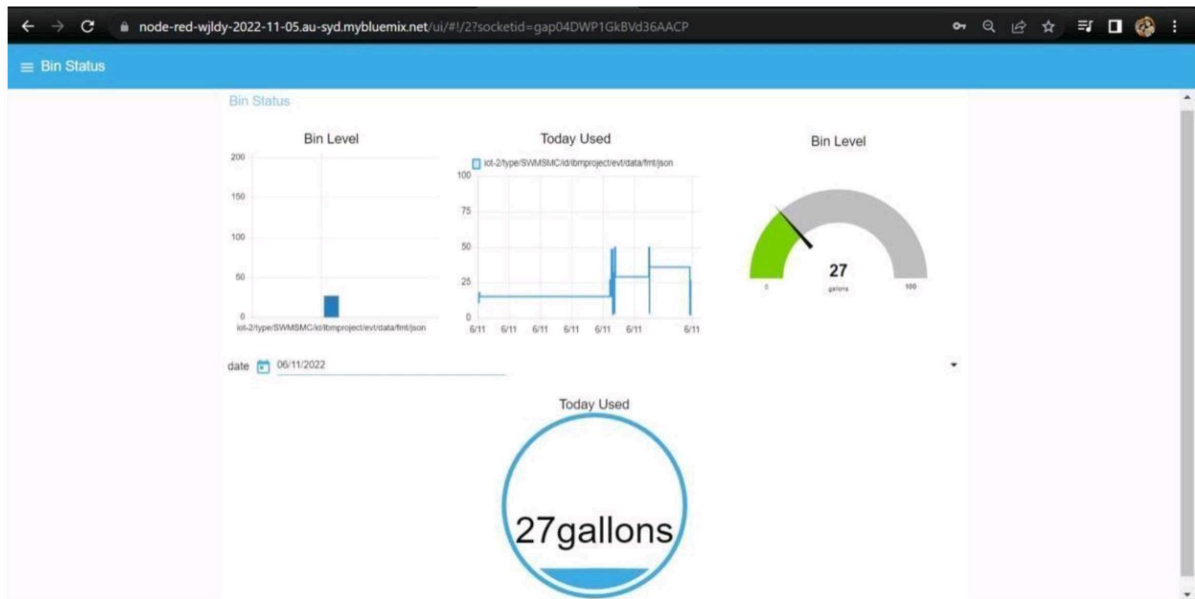 node-red-wjldy-2022-11-05.au-syd.mybluemix.net/ui/#!/2?socketid=gap04DWP1GkBVd36AACP
Bin Status
Bin Status
Bin Level
200
150
100
50
0
iot-2/type/SWMSMC/id/ibmproject/evt/data/fmt/json
Today Used
iot-2/type/SWMSMC/id/ibmproject/evt/data/fmt/json
100
75
50
25
0
6/11 6/11 6/11 6/11 6/11 6/11 6/11
Bin Level
27
gallons
0 100
date 06/11/2022
Today Used
27gallons